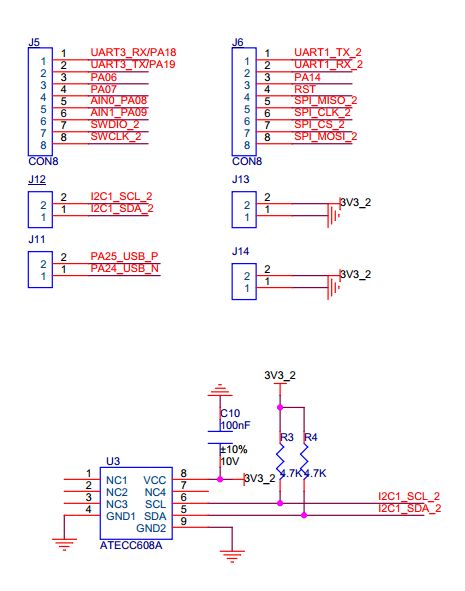 J5
1 1 UART3_RX/PA18
2 2 UART3_TX/PA19
3 3 PA06
4 4 PA07
5 5 AIN0_PA08
6 6 AIN1_PA09
7 7 SWDIO_2
8 8 SWCLK_2
CON8
J6
1 1 UART1_TX_2
2 2 UART1_RX_2
3 3 PA14
4 4 RST
5 5 SPI_MISO_2
6 6 SPI_CLK_2
7 7 SPI_CS_2
8 8 SPI_MOSI_2
CON8
J12
2 2 I2C1_SCL_2
1 1 I2C1_SDA_2
J13
2 2 3V3_2
1 1
J11
2 2 PA25_USB_P
1 1 PA24_USB_N
J14
2 2 3V3_2
1 1
3V3_2
C10
100nF
±10%
10V
R3 R4
4.7K 4.7K
3V3_2
U3
1 NC1 VCC 8
2 NC2 NC4 7
3 NC3 SCL 6 I2C1_SCL_2
4 GND1 SDA 5 I2C1_SDA_2
GND2 9
ATECC608A